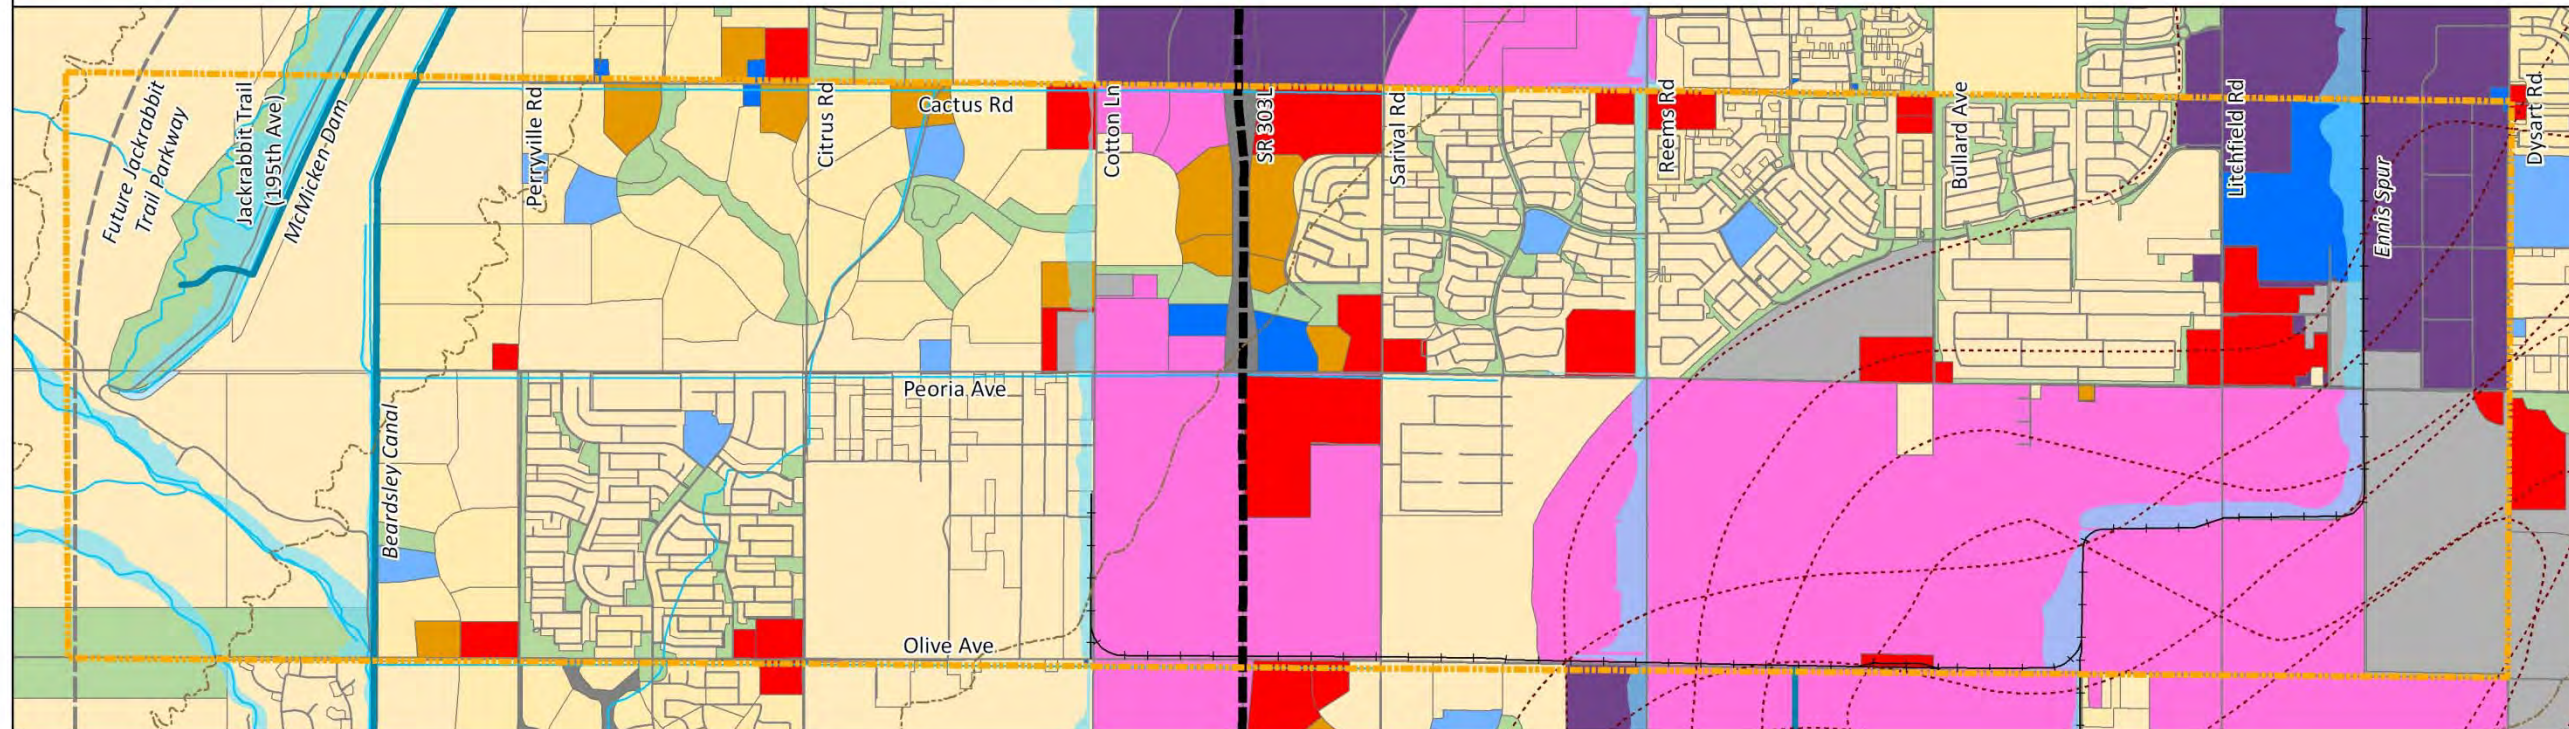 Future Jackrabbit
Trail Parkway
Jackrabbit Trail
(195th Ave)
McMicken Dam
Beardsley Canal
Perryville Rd
Citrus Rd
Cactus Rd
Cotton Ln
SR 303L
Sarival Rd
Reems Rd
Bullard Ave
Litchfield Rd
Ennis Spur
Dysart Rd
Peoria Ave
Olive Ave